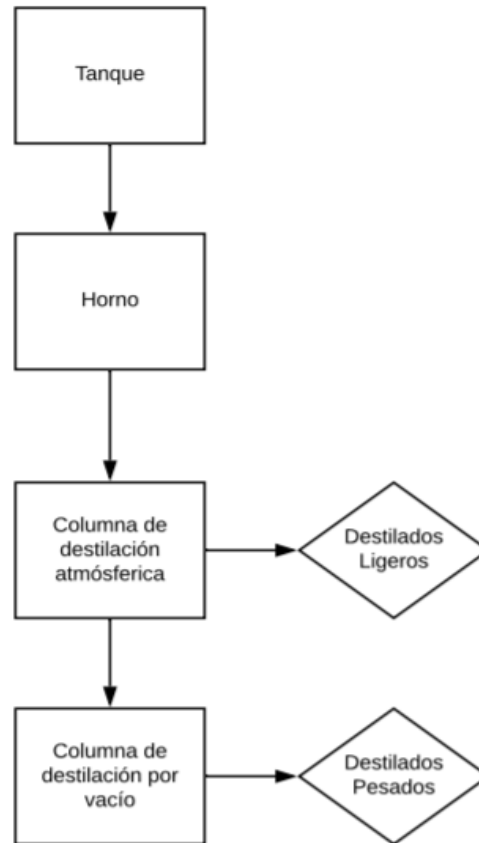 Tanque
Horno
Columna de
destilación
atmósferica
Destilados
Ligeros
Columna de
destilación por
vacío
Destilados
Pesados